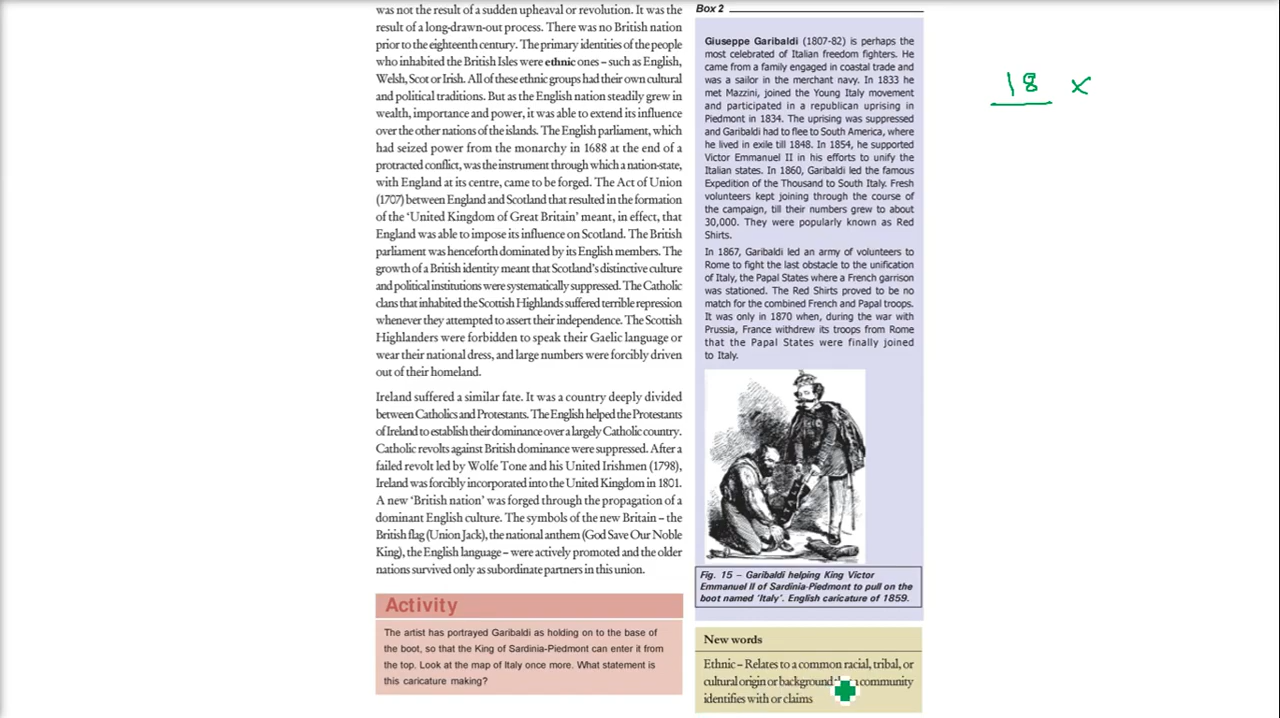 was not the result of a sudden upheaval or revolution. It was the
result of a long-drawn-out process. There was no British nation
prior to the eighteenth century. The primary identities of the people
who inhabited the British Isles were ethnic ones – such as English,
Welsh, Scot or Irish. All of these ethnic groups had their own cultural
and political traditions. But as the English nation steadily grew in
wealth, importance and power, it was able to extend its influence
over the other nations of the islands. The English parliament, which
had seized power from the monarchy in 1688 at the end of a
protracted conflict, was the instrument through which a nation-state,
with England at its centre, came to be forged. The Act of Union
(1707) between England and Scotland that resulted in the formation
of the ‘United Kingdom of Great Britain’ meant, in effect, that
England was able to impose its influence on Scotland. The British
parliament was henceforth dominated by its English members. The
growth of a British identity meant that Scotland’s distinctive culture
and political institutions were systematically suppressed. The Catholic
clans that inhabited the Scottish Highlands suffered terrible repression
whenever they attempted to assert their independence. The Scottish
Highlanders were forbidden to speak their Gaelic language or
wear their national dress, and large numbers were forcibly driven
out of their homeland.
Ireland suffered a similar fate. It was a country deeply divided
between Catholics and Protestants. The English helped the Protestants
of Ireland to establish their dominance over a largely Catholic country.
Catholic revolts against British dominance were suppressed. After a
failed revolt led by Wolfe Tone and his United Irishmen (1798),
Ireland was forcibly incorporated into the United Kingdom in 1801.
A new ‘British nation’ was forged through the propagation of a
dominant English culture. The symbols of the new Britain – the
British flag (Union Jack), the national anthem (God Save Our Noble
King), the English language – were actively promoted and the older
nations survived only as subordinate partners in this union.
Activity
The artist has portrayed Garibaldi as holding on to the base of
the boot, so that the King of Sardinia-Piedmont can enter it from
the top. Look at the map of Italy once more. What statement is
this caricature making?
Box 2
Giuseppe Garibaldi (1807-82) is perhaps the
most celebrated of Italian freedom fighters. He
came from a family engaged in coastal trade and
was a sailor in the merchant navy. In 1833 he
met Mazzini, joined the Young Italy movement
and participated in a republican uprising in
Piedmont in 1834. The uprising was suppressed
and Garibaldi had to flee to South America, where
he lived in exile till 1848. In 1854, he supported
Victor Emmanuel II in his efforts to unify the
Italian states. In 1860, Garibaldi led the famous
Expedition of the Thousand to South Italy. Fresh
volunteers kept joining through the course of
the campaign, till their numbers grew to about
30,000. They were popularly known as Red
Shirts.
In 1867, Garibaldi led an army of volunteers to
Rome to fight the last obstacle to the unification
of Italy, the Papal States where a French garrison
was stationed. The Red Shirts proved to be no
match for the combined French and Papal troops.
It was only in 1870 when, during the war with
Prussia, France withdrew its troops from Rome
that the Papal States were finally joined
to Italy.
ITALY
Fig. 15 – Garibaldi helping King Victor
Emmanuel II of Sardinia-Piedmont to pull on the
boot named ‘Italy’. English caricature of 1859.
New words
Ethnic – Relates to a common racial, tribal, or
cultural origin or background community
identifies with or claims
18 x